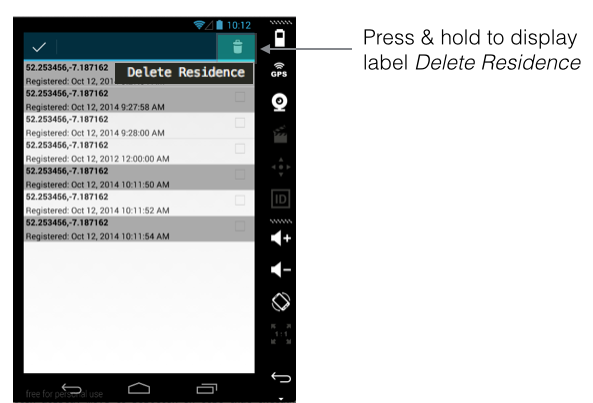 10:12
Press & hold to display
label Delete Residence
52.253456,-7.187162
Delete Residence
Registered: Oct 12, 2014
GPS
52.253456,-7.187162
Registered: Oct 12, 2014 9:27:58 AM
52.253456,-7.187162
Registered: Oct 12, 2014 9:28:00 AM
52.253456,-7.187162
Registered: Oct 12, 2012 12:00:00 AM
52.253456,-7.187162
Registered: Oct 12, 2014 10:11:50 AM
52.253456,-7.187162
ID
Registered: Oct 12, 2014 10:11:52 AM
52.253456,-7.187162
Registered: Oct 12, 2014 10:11:54 AM
1:1
free for personal use